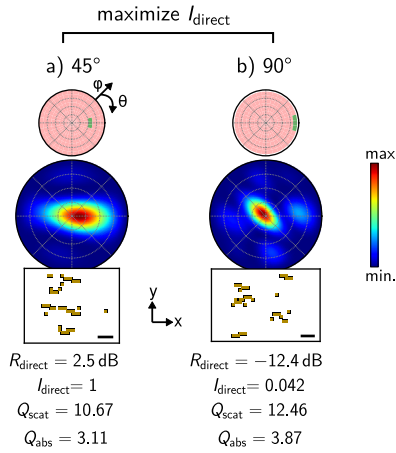 maximize I_direct
a) 45°
b) 90°
φ
θ
max
min.
y
x
R_direct = 2.5 dB
I_direct = 1
Q_scat = 10.67
Q_abs = 3.11
R_direct = −12.4 dB
I_direct = 0.042
Q_scat = 12.46
Q_abs = 3.87